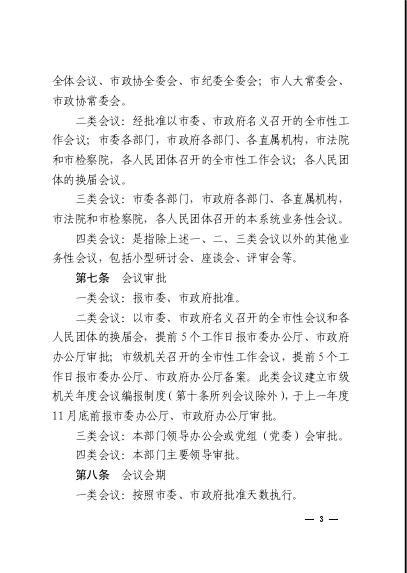 全体会议、市政协全委会、市纪委全委会；市人大常委会、
市政协常委会。
二类会议：经批准以市委、市政府名义召开的全市性工
作会议；市委各部门，市政府各部门、各直属机构，市法院
和市检察院，各人民团体召开的全市性工作会议；各人民团
体的换届会议。
三类会议：市委各部门，市政府各部门、各直属机构，
市法院和市检察院，各人民团体召开的本系统业务性会议。
四类会议：是指除上述一、二、三类会议以外的其他业
务性会议，包括小型研讨会、座谈会、评审会等。
第七条　会议审批
一类会议：报市委、市政府批准。
二类会议：以市委、市政府名义召开的全市性会议和各
人民团体的换届会，提前 5 个工作日报市委办公厅、市政府
办公厅审批；市级机关召开的全市性工作会议，提前 5 个工
作日报市委办公厅、市政府办公厅备案。此类会议建立市级
机关年度会议编报制度（第十条所列会议除外），于上一年度
11 月底前报市委办公厅、市政府办公厅审批。
三类会议：本部门领导办公会或党组（党委）会审批。
四类会议：本部门主要领导审批。
第八条　会议会期
一类会议：按照市委、市政府批准天数执行。
— 3 —